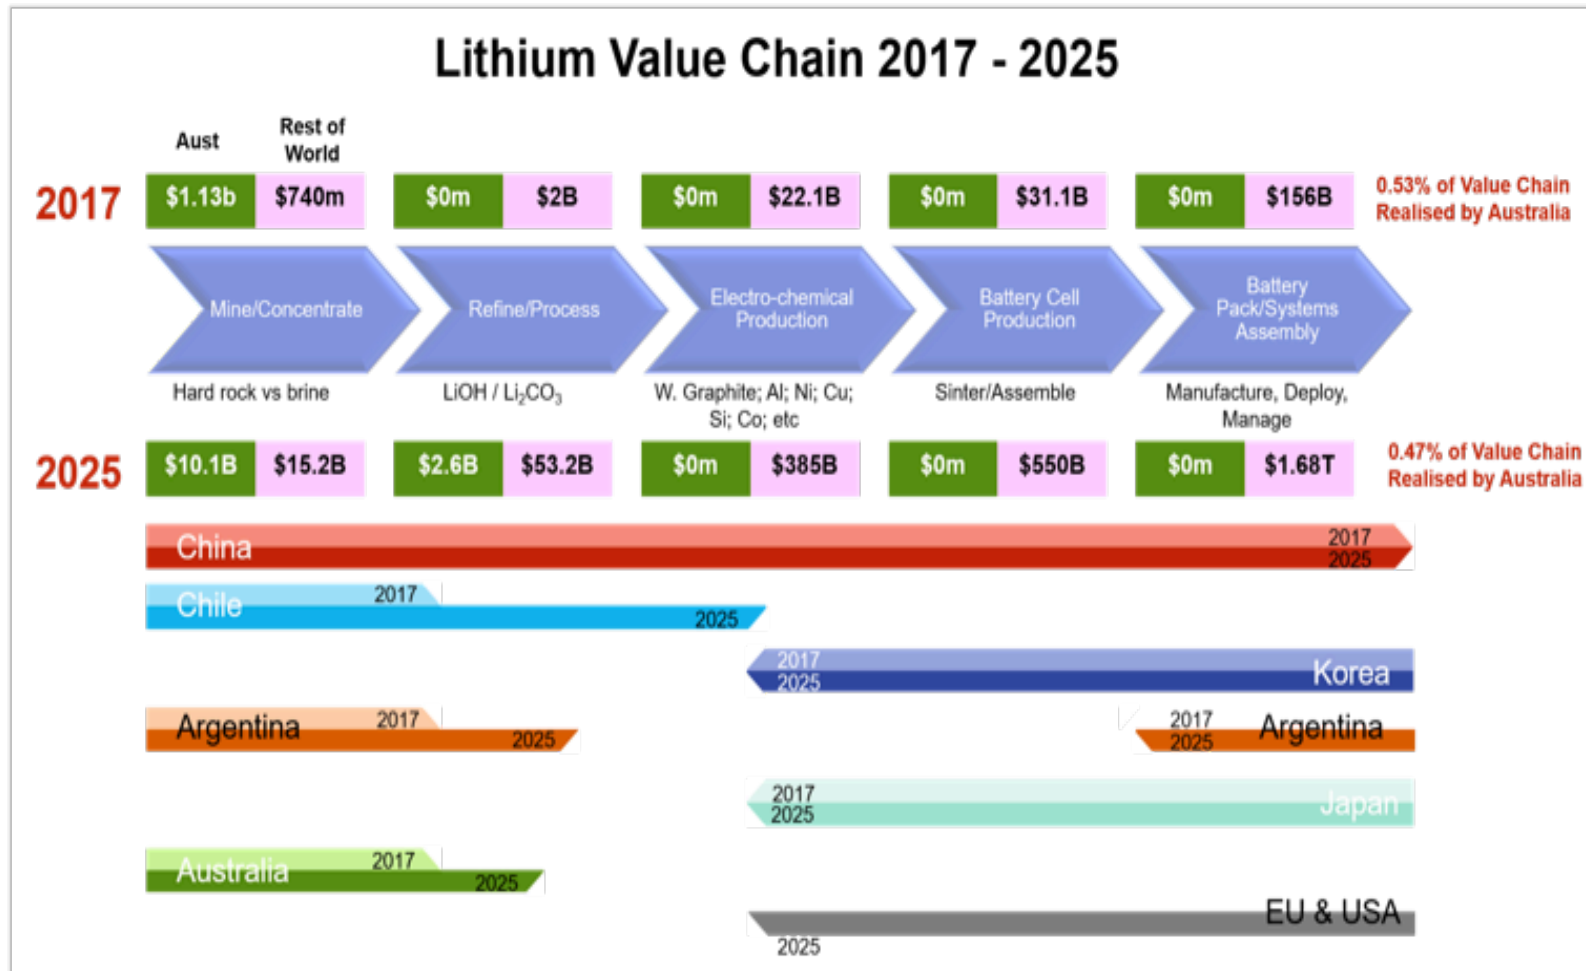 Lithium Value Chain 2017 - 2025
Aust
Rest of
World
2017
$1.13b
$740m
$0m
$2B
$0m
$22.1B
$0m
$31.1B
$0m
$156B
0.53% of Value Chain
Realised by Australia
Mine/Concentrate
Refine/Process
Electro-chemical
Production
Battery Cell
Production
Battery
Pack/Systems
Assembly
Hard rock vs brine
LiOH / Li₂CO₃
W. Graphite; Al; Ni; Cu;
Si; Co; etc
Sinter/Assemble
Manufacture, Deploy,
Manage
2025
$10.1B
$15.2B
$2.6B
$53.2B
$0m
$385B
$0m
$550B
$0m
$1.68T
0.47% of Value Chain
Realised by Australia
China
2017
2025
Chile
2017
2025
2017
2025
Korea
Argentina
2017
2025
2017
2025
Argentina
2017
2025
Japan
Australia
2017
2025
EU & USA
2025